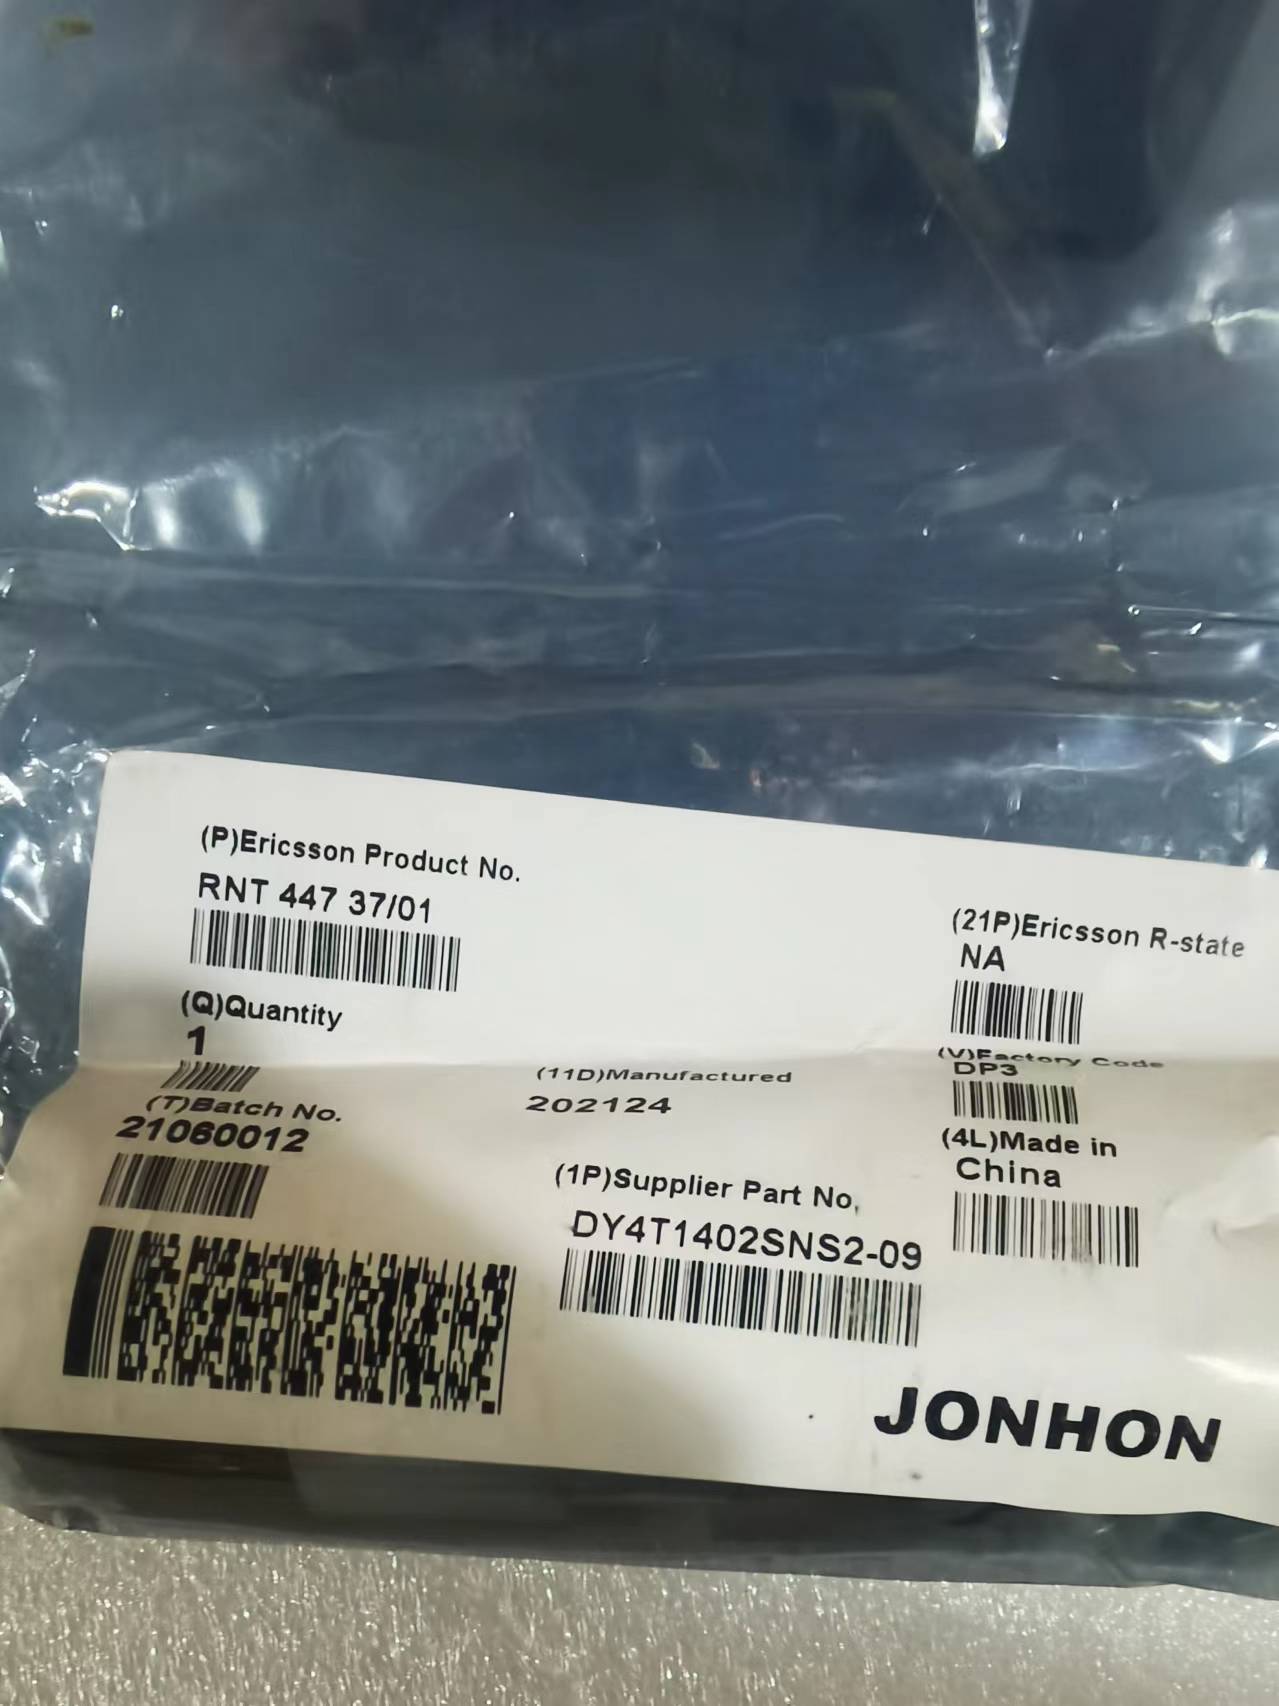 (P)Ericsson Product No.
RNT 447 37/01
(21P)Ericsson R-state
NA
(Q)Quantity
1
(V)Factory Code
DP3
(11D)Manufactured
202124
(T)Batch No.
21060012
(4L)Made in
China
(1P)Supplier Part No.
DY4T1402SNS2-09
JONHON